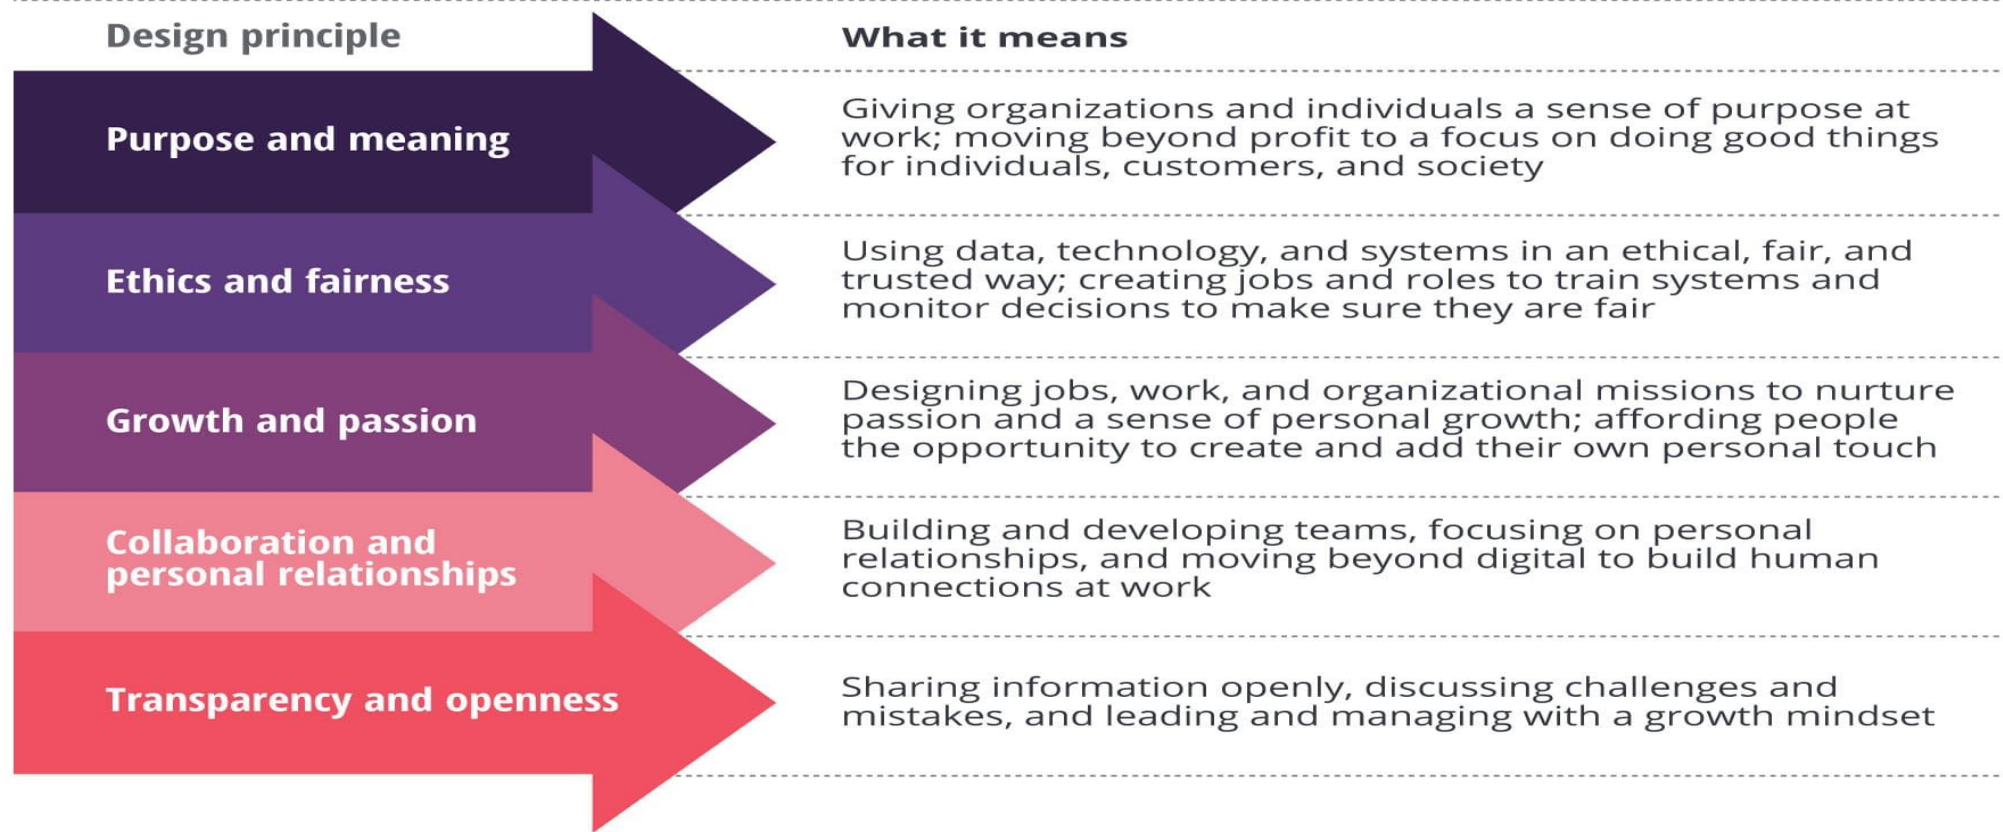 Design principle
What it means
Purpose and meaning
Giving organizations and individuals a sense of purpose at
work; moving beyond profit to a focus on doing good things
for individuals, customers, and society
Ethics and fairness
Using data, technology, and systems in an ethical, fair, and
trusted way; creating jobs and roles to train systems and
monitor decisions to make sure they are fair
Growth and passion
Designing jobs, work, and organizational missions to nurture
passion and a sense of personal growth; affording people
the opportunity to create and add their own personal touch
Collaboration and
personal relationships
Building and developing teams, focusing on personal
relationships, and moving beyond digital to build human
connections at work
Transparency and openness
Sharing information openly, discussing challenges and
mistakes, and leading and managing with a growth mindset